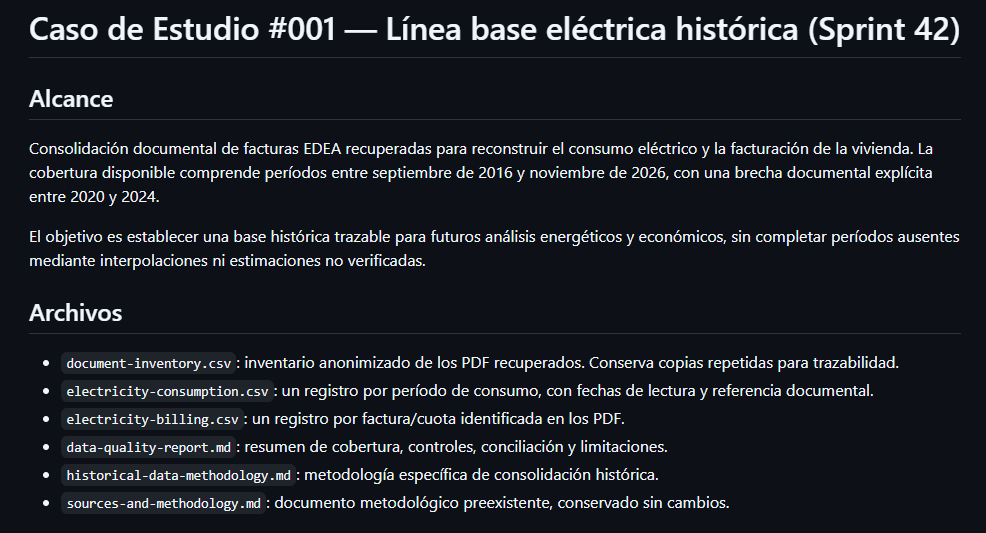 Caso de Estudio #001 — Línea base eléctrica histórica (Sprint 42)
Alcance
Consolidación documental de facturas EDEA recuperadas para reconstruir el consumo eléctrico y la facturación de la vivienda. La
cobertura disponible comprende períodos entre septiembre de 2016 y noviembre de 2026, con una brecha documental explícita
entre 2020 y 2024.
El objetivo es establecer una base histórica trazable para futuros análisis energéticos y económicos, sin completar períodos ausentes
mediante interpolaciones ni estimaciones no verificadas.
Archivos
• document-inventory.csv: inventario anonimizado de los PDF recuperados. Conserva copias repetidas para trazabilidad.
• electricity-consumption.csv: un registro por período de consumo, con fechas de lectura y referencia documental.
• electricity-billing.csv: un registro por factura/cuota identificada en los PDF.
• data-quality-report.md: resumen de cobertura, controles, conciliación y limitaciones.
• historical-data-methodology.md: metodología específica de consolidación histórica.
• sources-and-methodology.md: documento metodológico preexistente, conservado sin cambios.